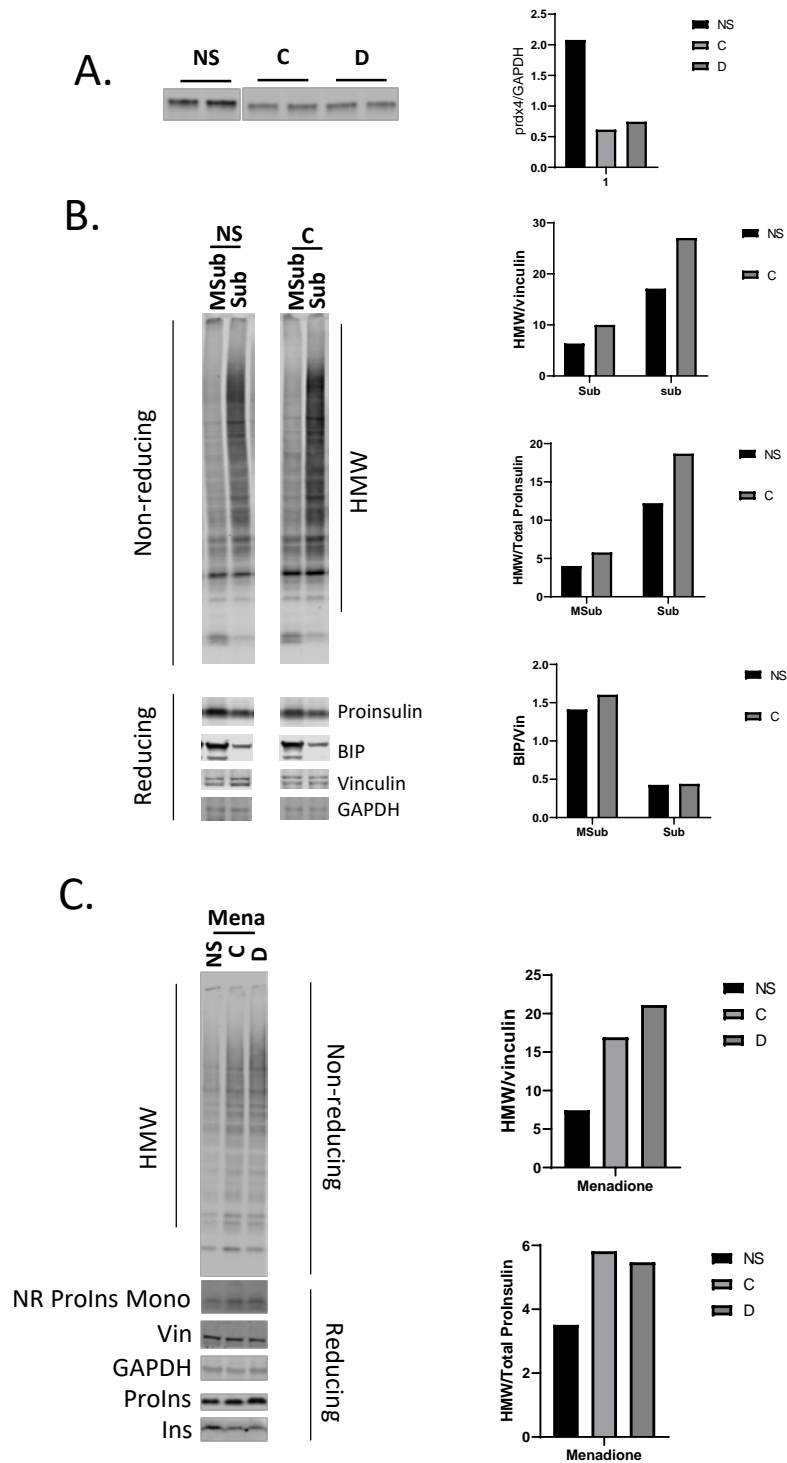 A.
NS C D
prdx4/GAPDH
2.5
2.0
1.5
1.0
0.5
0.0
1
NS
C
D
B.
NS
MSub
Sub
C
MSub
Sub
Non-reducing
HMW
Reducing
Proinsulin
BIP
Vinculin
GAPDH
HMW/vinculin
30
20
10
0
Sub sub
NS
C
HMW/Total ProInsulin
20
15
10
5
0
MSub Sub
NS
C
BIP/Vin
2.0
1.5
1.0
0.5
0.0
MSub Sub
NS
C
C.
Mena
NS
C
D
HMW
Non-reducing
NR ProIns Mono
Vin
GAPDH
ProIns
Ins
Reducing
HMW/vinculin
25
20
15
10
5
0
Menadione
NS
C
D
HMW/Total ProInsulin
6
4
2
0
Menadione
NS
C
D